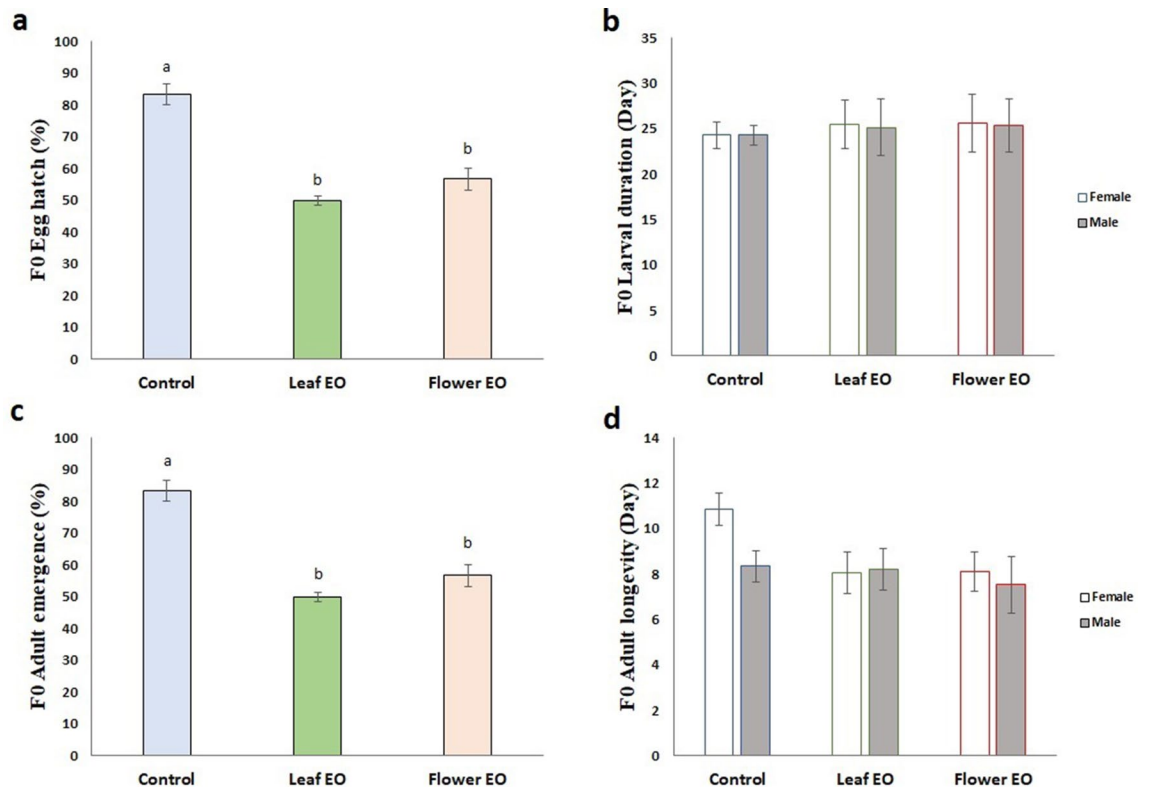 a
F0 Egg hatch (%)
100
90
80
70
60
50
40
30
20
10
0
a
b
b
Control
Leaf EO
Flower EO
b
F0 Larval duration (Day)
35
30
25
20
15
10
5
0
Control
Leaf EO
Flower EO
Female
Male
c
F0 Adult emergence (%)
100
90
80
70
60
50
40
30
20
10
0
a
b
b
Control
Leaf EO
Flower EO
d
F0 Adult longevity (Day)
14
12
10
8
6
4
2
0
Control
Leaf EO
Flower EO
Female
Male